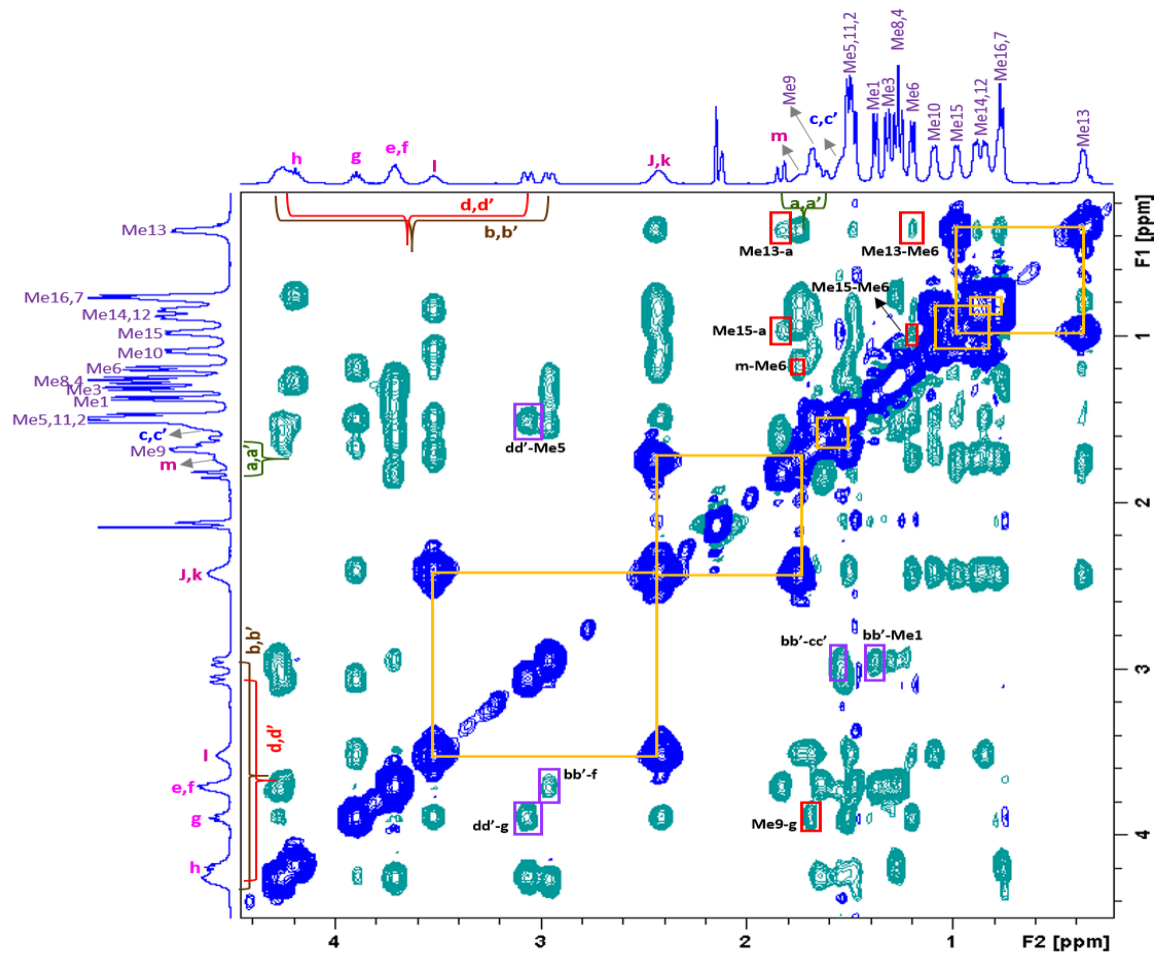 Me9
Me5,11,2
Me8,4
Me16,7
Me1
Me3
Me6
Me10
Me15
Me14,12
Me13
m
c,c’
h
g
e,f
I
J,k
d,d’
b,b’
a,a’
Me13
Me16,7
Me14,12
Me15
Me10
Me6
Me8,4
Me3
Me1
Me5,11,2
c,c’
Me9
m
a,a’
J,k
b,b’
d,d’
I
e,f
g
h
Me13-a
Me13-Me6
Me15-Me6
Me15-a
m-Me6
dd’-Me5
bb’-cc’
bb’-Me1
bb’-f
dd’-g
Me9-g
F1 [ppm]
1
2
3
4
4
3
2
1
F2 [ppm]